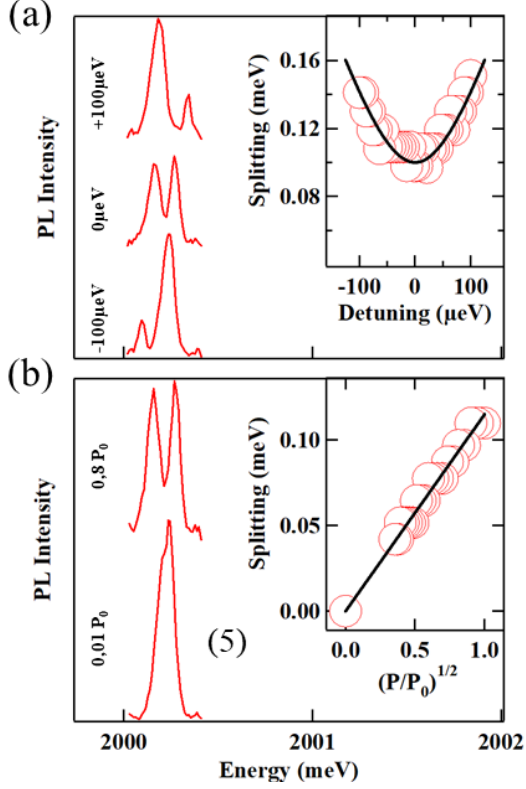 (a)
PL Intensity
+100µeV
0µeV
-100µeV
Splitting (meV)
0.16
0.12
0.08
-100 0 100
Detuning (µeV)
(b)
PL Intensity
0,8 P0
0,01 P0
(5)
Splitting (meV)
0.10
0.05
0.00
0.0 0.5 1.0
(P/P0)1/2
2000 2001 2002
Energy (meV)